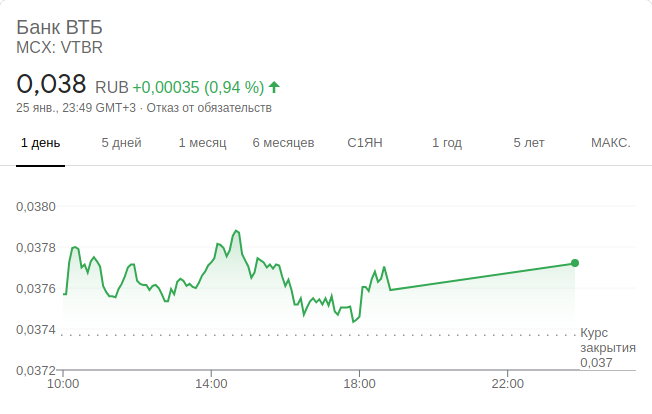 Банк ВТБ
MCX: VTBR
0,038 RUB +0,00035 (0,94 %)
25 янв., 23:49 GMT+3 · Отказ от обязательств
1 день 5 дней 1 месяц 6 месяцев С1ЯН 1 год 5 лет МАКС.
0,0380
0,0378
0,0376
0,0374
Курс
закрытия
0,037
0,0372
10:00 14:00 18:00 22:00